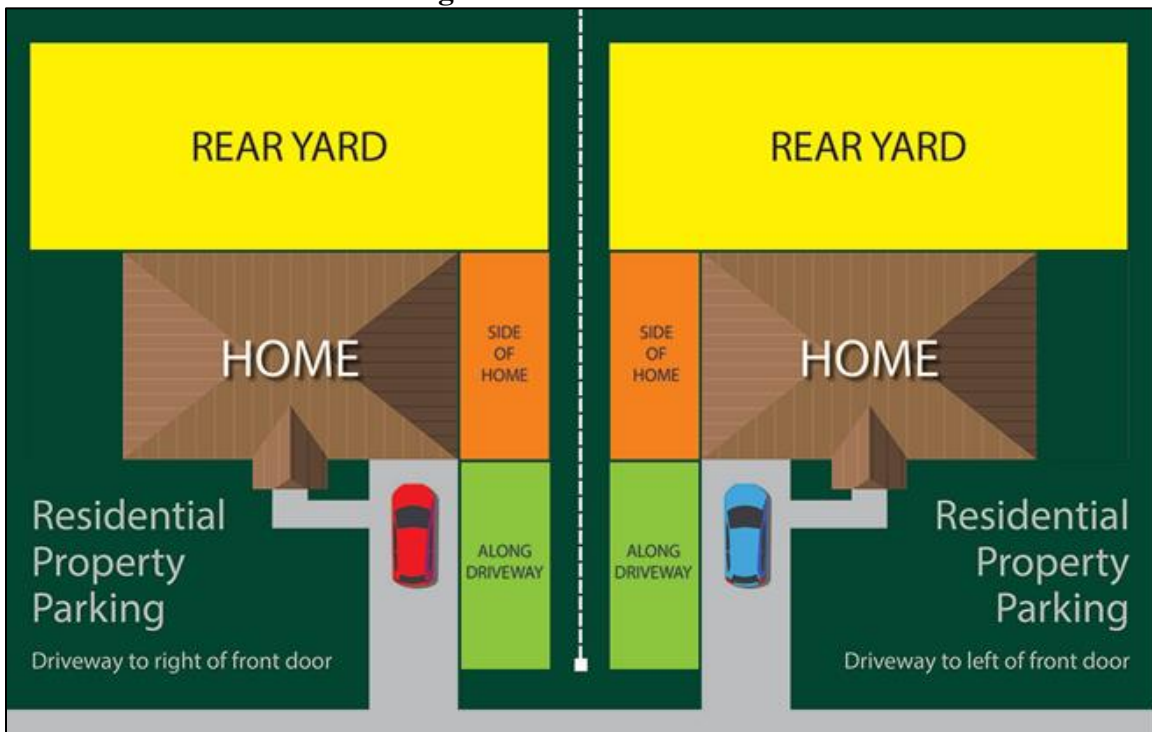 REAR YARD
HOME
SIDE
OF
HOME
ALONG
DRIVEWAY
Residential
Property
Parking
Driveway to right of front door
REAR YARD
SIDE
OF
HOME
HOME
ALONG
DRIVEWAY
Residential
Property
Parking
Driveway to left of front door